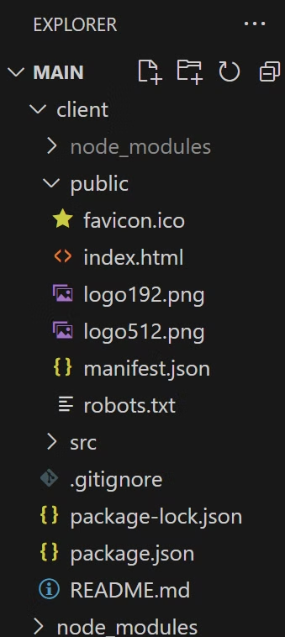 EXPLORER
MAIN
client
node_modules
public
favicon.ico
index.html
logo192.png
logo512.png
manifest.json
robots.txt
src
.gitignore
package-lock.json
package.json
README.md
node_modules